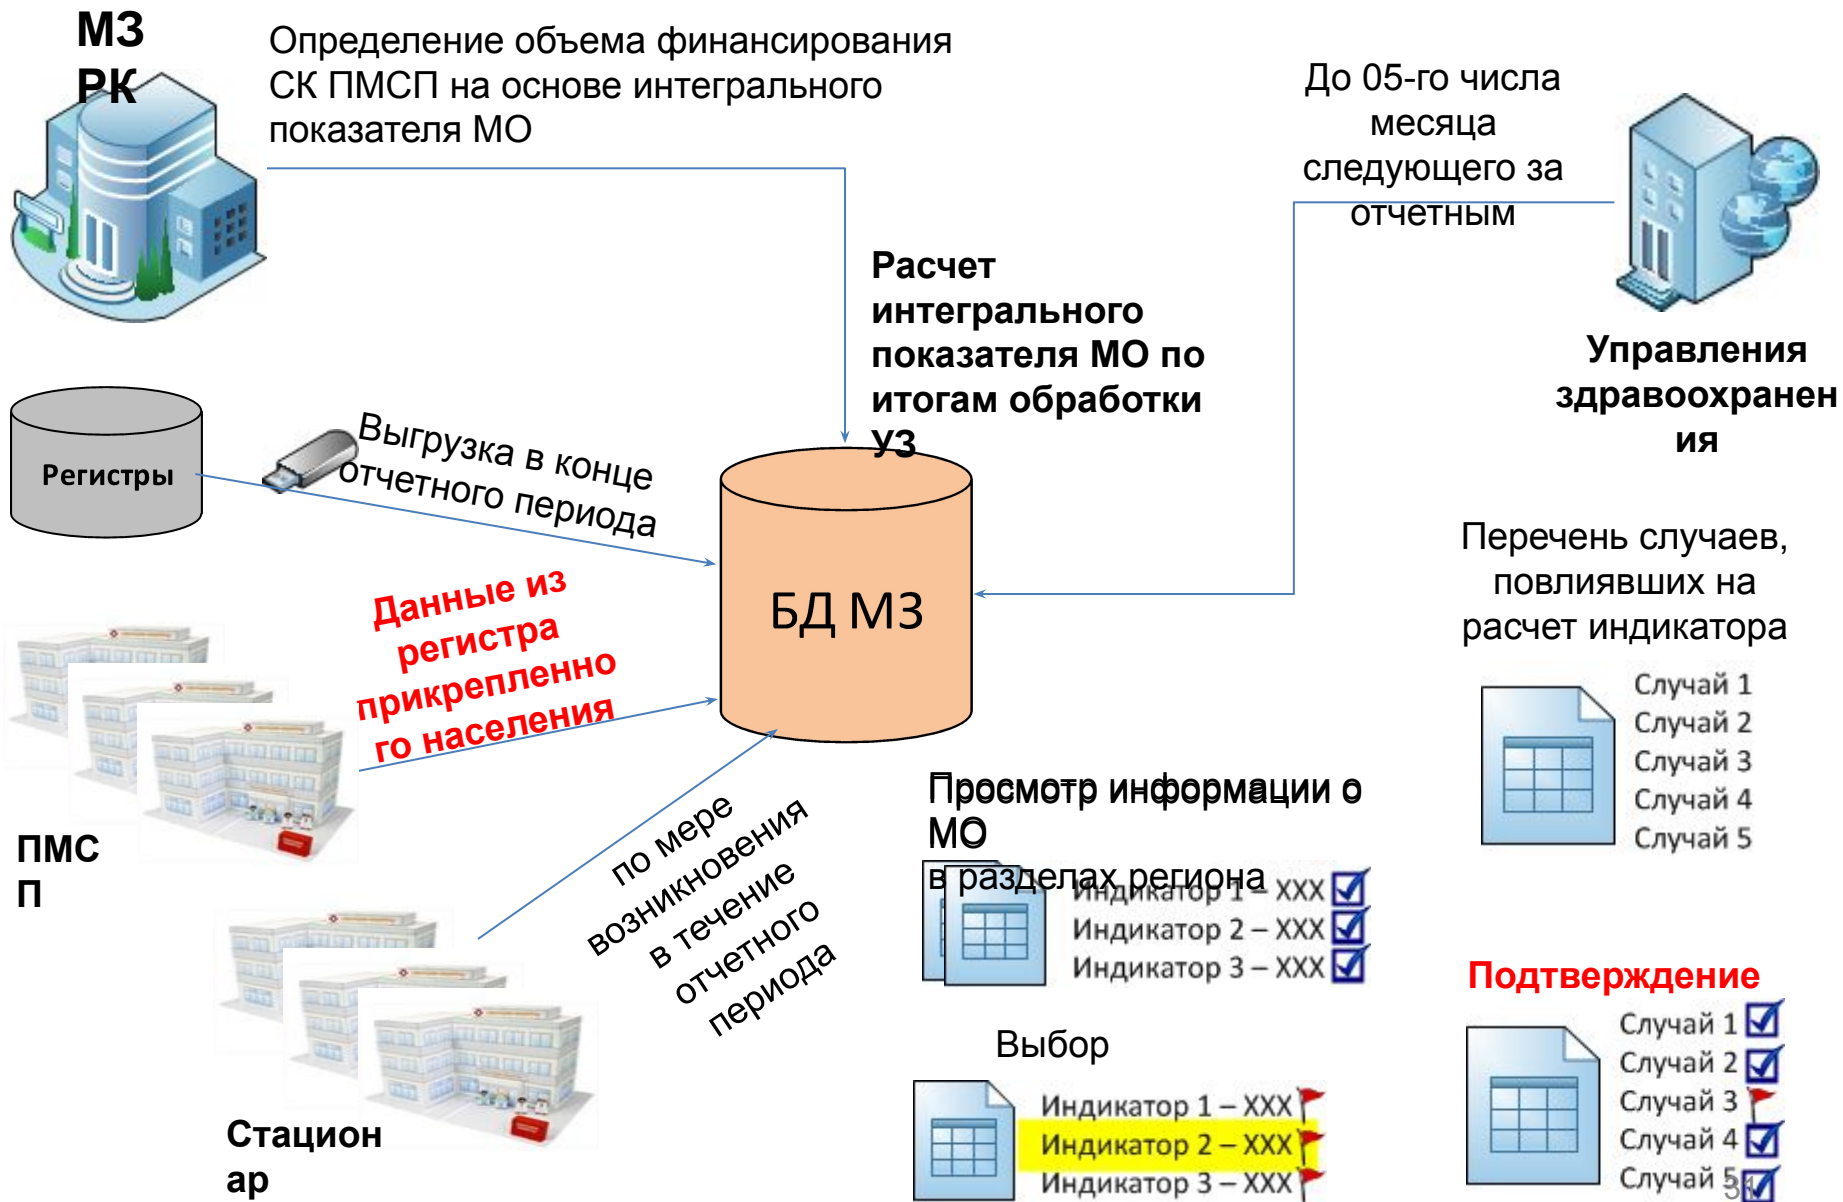 МЗ
РК
Определение объема финансирования
СК ПМСП на основе интегрального
показателя МО
До 05-го числа
месяца
следующего за
отчетным
Расчет
интегрального
показателя МО по
итогам обработки
УЗ
Управления
здравоохранен
ия
Регистры
Выгрузка в конце
отчетного периода
БД МЗ
Данные из
регистра
прикрепленно
го населения
ПМС
П
по мере
возникновения
в течение
отчетного
периода
Стацион
ар
Перечень случаев,
повлиявших на
расчет индикатора
Случай 1
Случай 2
Случай 3
Случай 4
Случай 5
Просмотр информации о
МО
в разделах региона
Индикатор 1 – XXX
Индикатор 2 – XXX
Индикатор 3 – XXX
Выбор
Индикатор 1 – XXX
Индикатор 2 – XXX
Индикатор 3 – XXX
Подтверждение
Случай 1
Случай 2
Случай 3
Случай 4
Случай 5